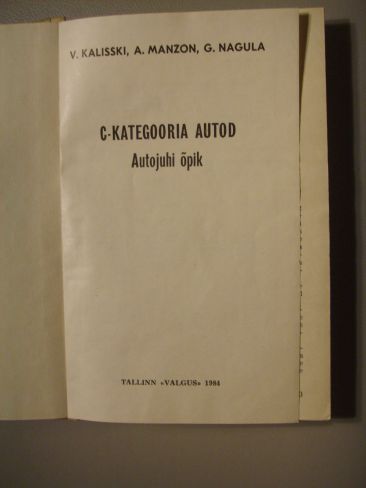 V. KALISSKI, A. MANZON, G. NAGULA
C-KATEGOORIA AUTOD
Autojuhi õpik
TALLINN «VALGUS» 1984